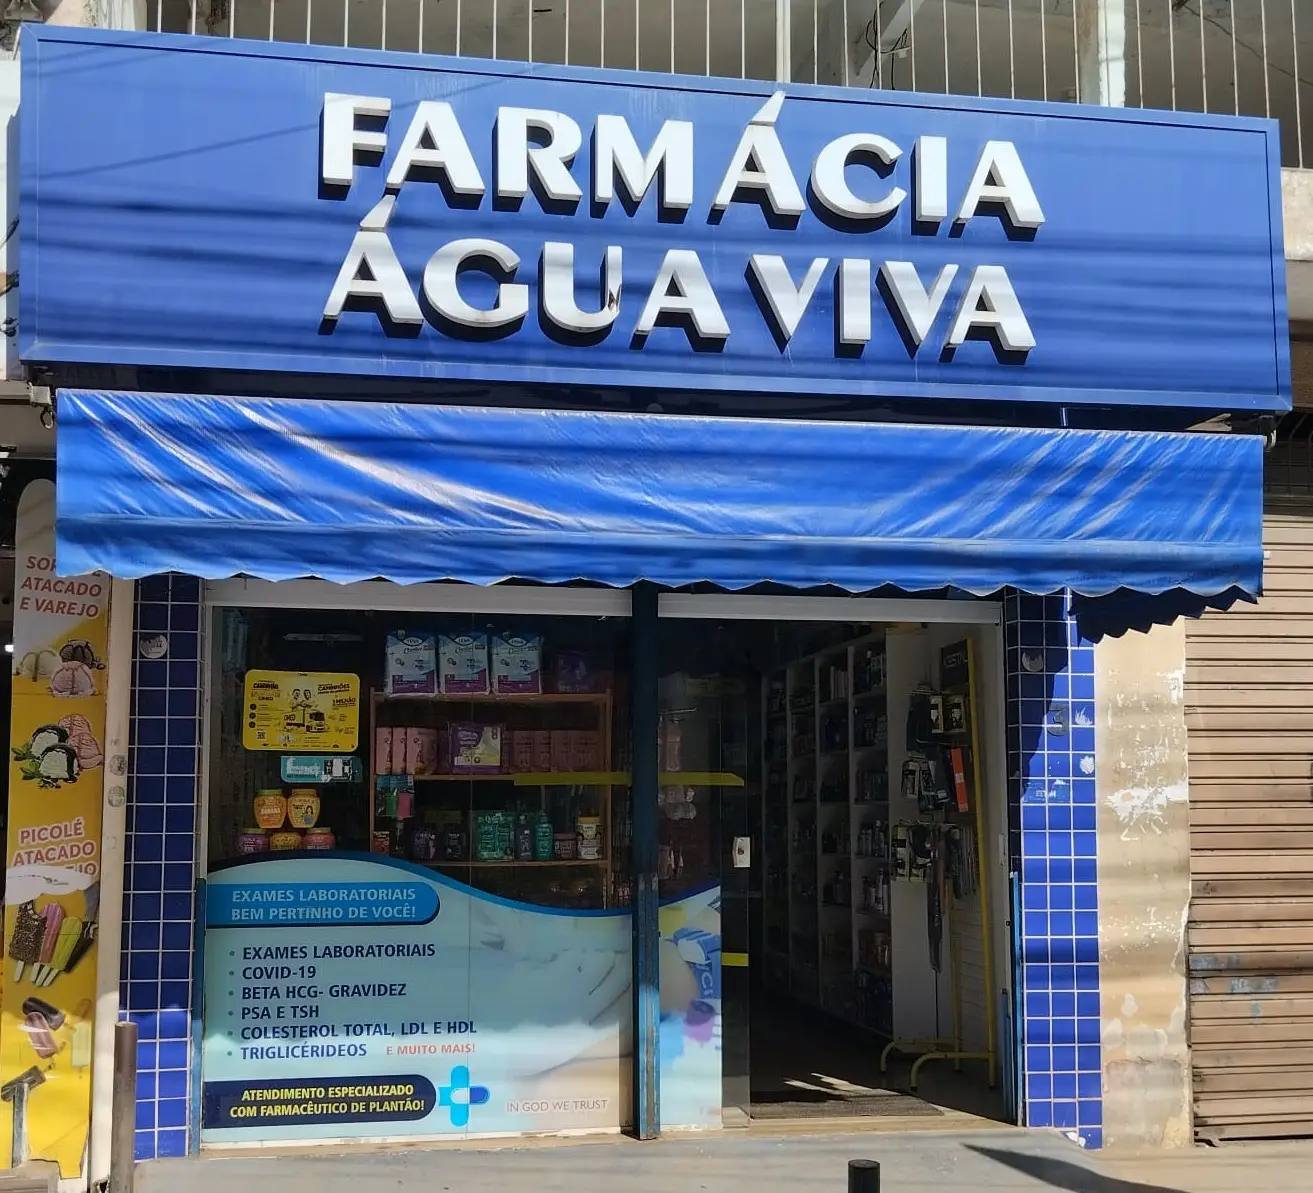 FARMÁCIA
ÁGUA VIVA
ATACADO
E VAREJO
PICOLÉ
ATACADO
EXAMES LABORATORIAIS
BEM PERTINHO DE VOCÊ!
• EXAMES LABORATORIAIS
• COVID-19
• BETA HCG- GRAVIDEZ
• PSA E TSH
• COLESTEROL TOTAL, LDL E HDL
• TRIGLICÉRIDEOS E MUITO MAIS!
ATENDIMENTO ESPECIALIZADO
COM FARMACÊUTICO DE PLANTÃO!
IN GOD WE TRUST